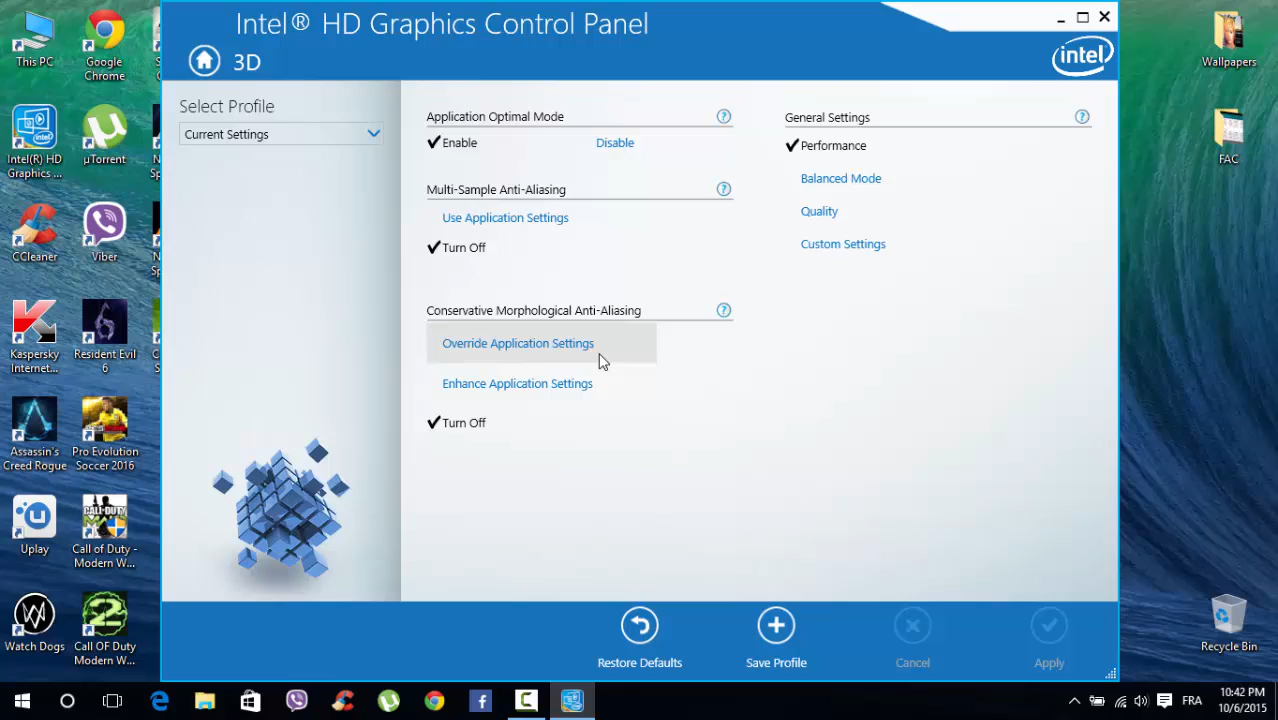 Intel® HD Graphics Control Panel
3D
intel
Select Profile
Current Settings
Application Optimal Mode
Enable
Disable
Multi-Sample Anti-Aliasing
Use Application Settings
Turn Off
Conservative Morphological Anti-Aliasing
Override Application Settings
Enhance Application Settings
Turn Off
General Settings
Performance
Balanced Mode
Quality
Custom Settings
Restore Defaults
Save Profile
Cancel
Apply
This PC
Google
Chrome
Intel(R) HD
Graphics ...
µTorrent
CCleaner
Viber
Kaspersky
Internet...
Resident Evil
6
Assassin's
Creed Rogue
Pro Evolution
Soccer 2016
Uplay
Call of Duty -
Modern W...
Watch Dogs
Call OF Duty
Modern W...
Wallpapers
FAC
Recycle Bin
FRA
10:42 PM
10/6/2015